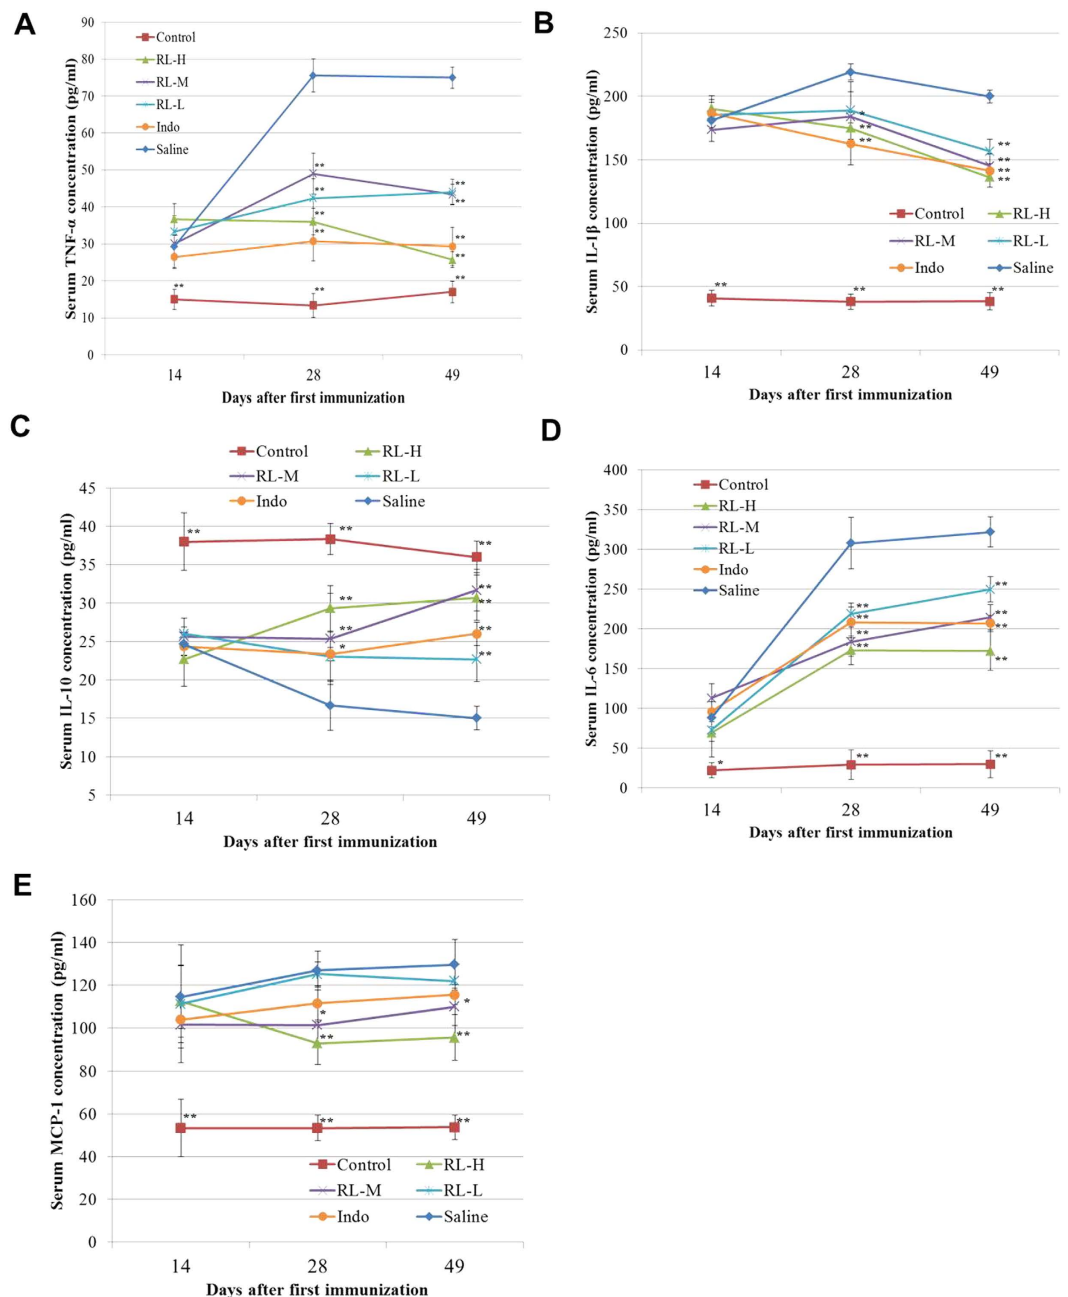 A
Serum TNF-α concentration (pg/ml)
90
80
70
60
50
40
30
20
10
0
Control
RL-H
RL-M
RL-L
Indo
Saline
**
**
**
**
**
**
**
**
**
**
**
14
28
49
Days after first immunization
B
Serum IL-1β concentration (pg/ml)
250
200
150
100
50
0
*
**
**
**
**
**
**
Control RL-H
RL-M RL-L
Indo Saline
** ** **
14
28
49
Days after first immunization
C
Control RL-H
RL-M RL-L
Indo Saline
Serum IL-10 concentration (pg/ml)
45
40
35
30
25
20
15
10
5
** ** **
**
**
*
**
**
**
**
14
28
49
Days after first immunization
D
Serum IL-6 concentration (pg/ml)
400
350
300
250
200
150
100
50
0
Control
RL-H
RL-M
RL-L
Indo
Saline
**
**
**
**
**
**
**
**
* ** **
14
28
49
Days after first immunization
E
Serum MCP-1 concentration (pg/ml)
160
140
120
100
80
60
40
20
0
*
*
**
**
** ** **
Control RL-H
RL-M RL-L
Indo Saline
14
28
49
Days after first immunization